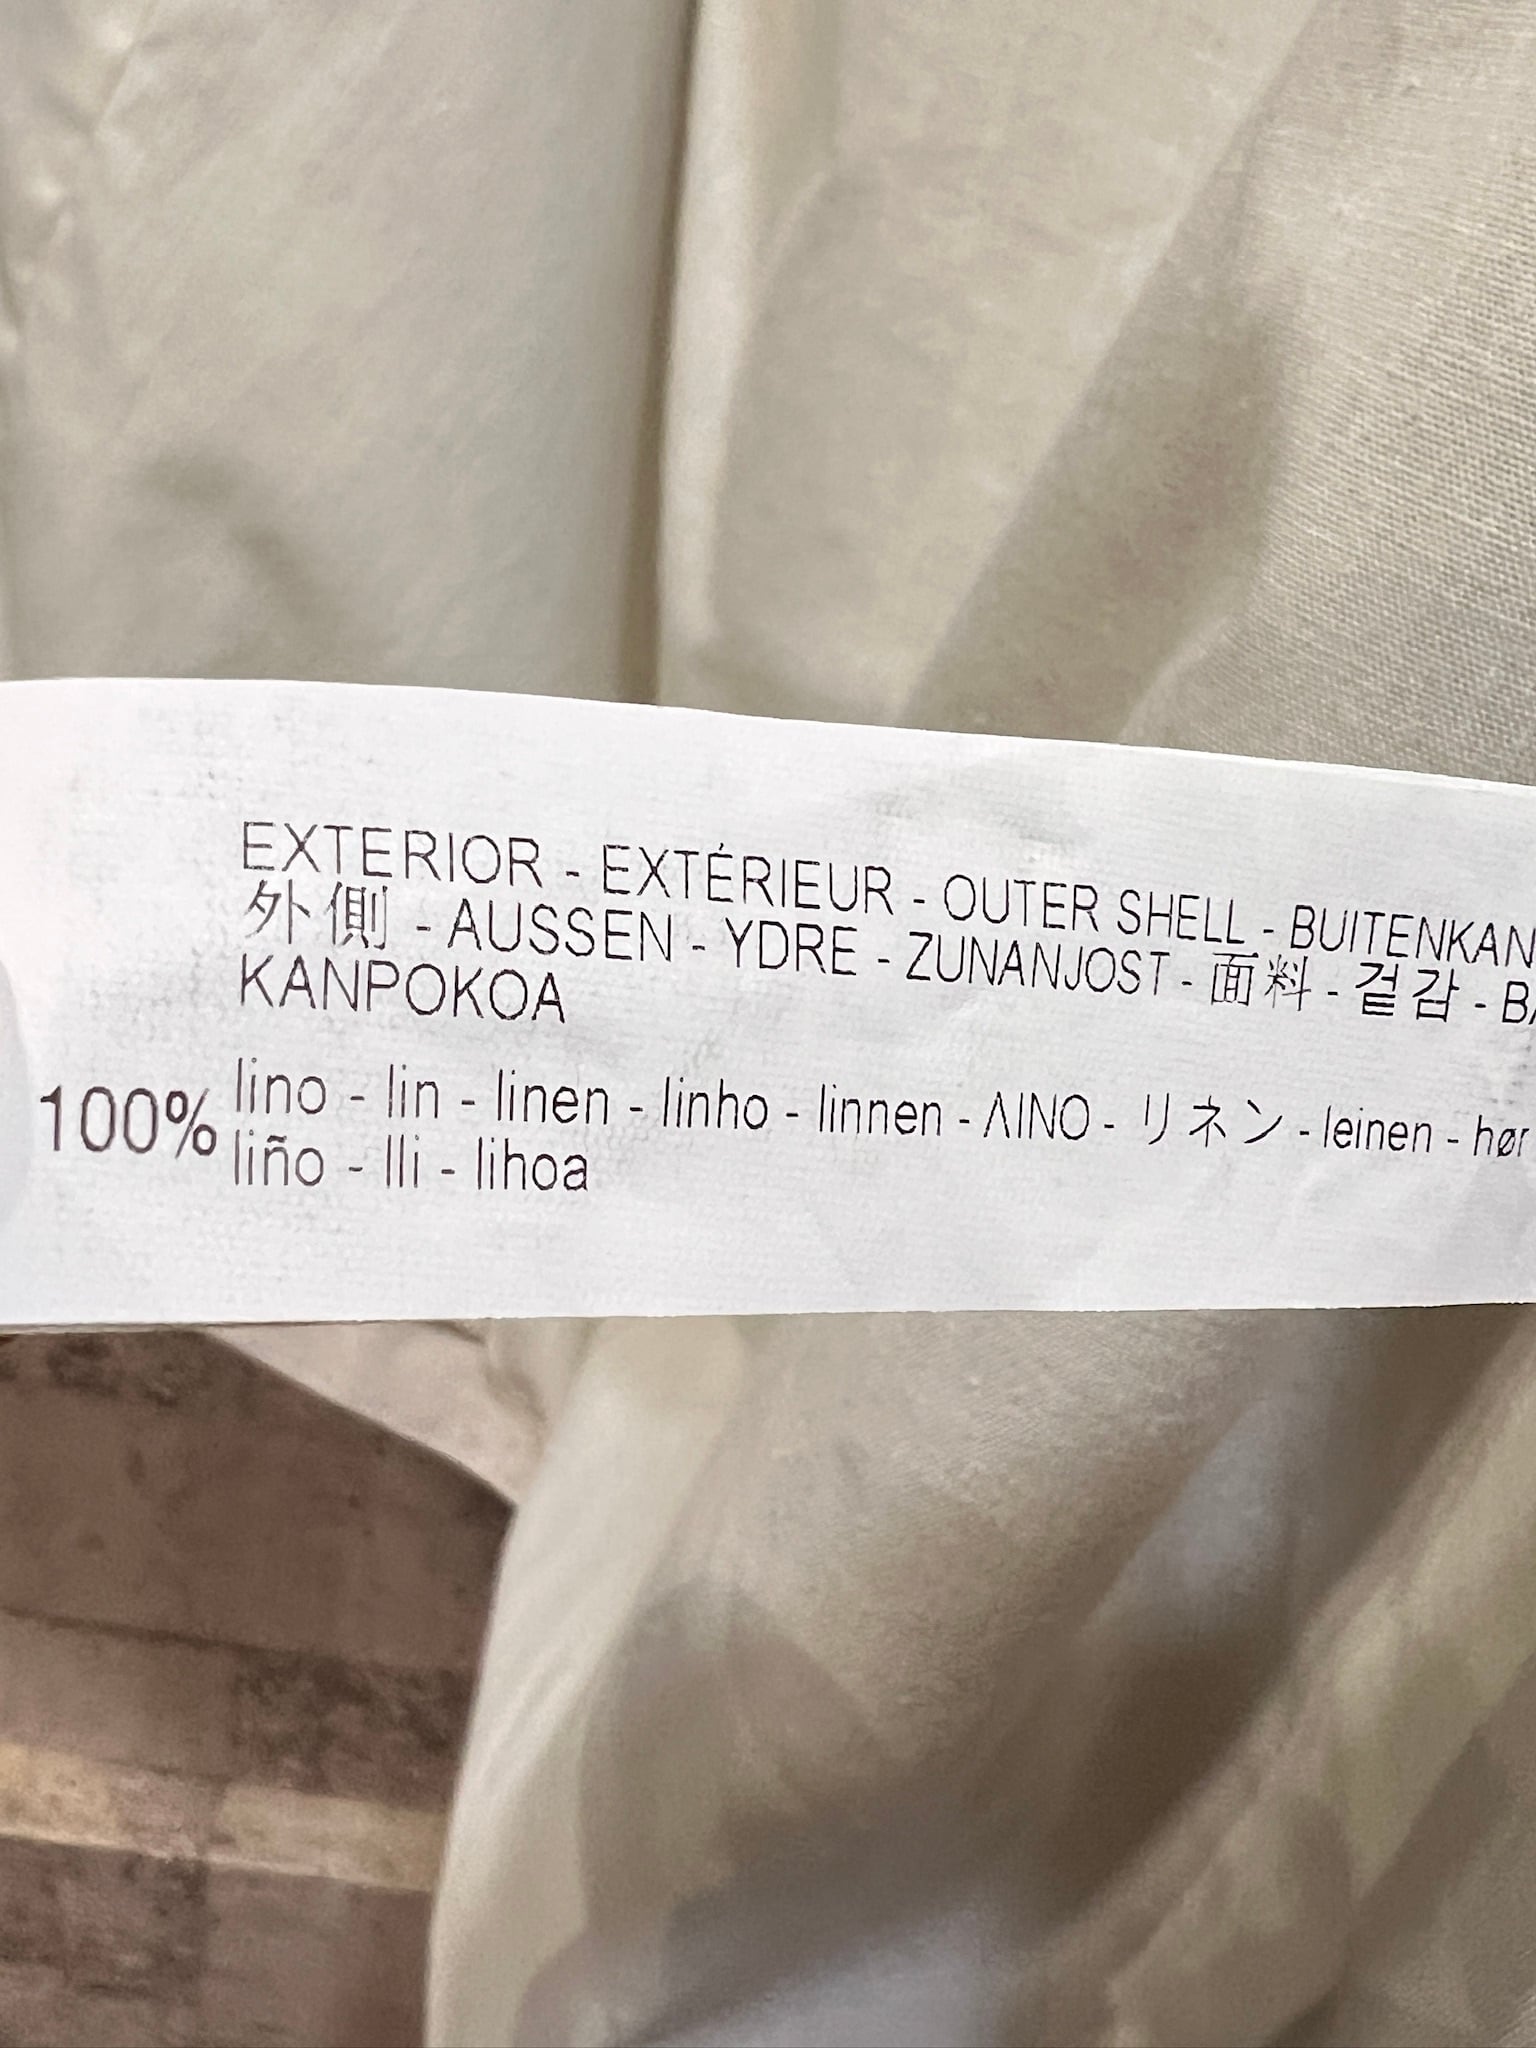 EXTERIOR - EXTÉRIEUR - OUTER SHELL - BUITENKAN
外側 - AUSSEN - YDRE - ZUNANJOST - 面料 - 겉감 -
KANPOKOA
100% lino - lin - linen - linho - linnen - ΛΙΝΟ - リネン - leinen - hør
liño - lli - lihoa